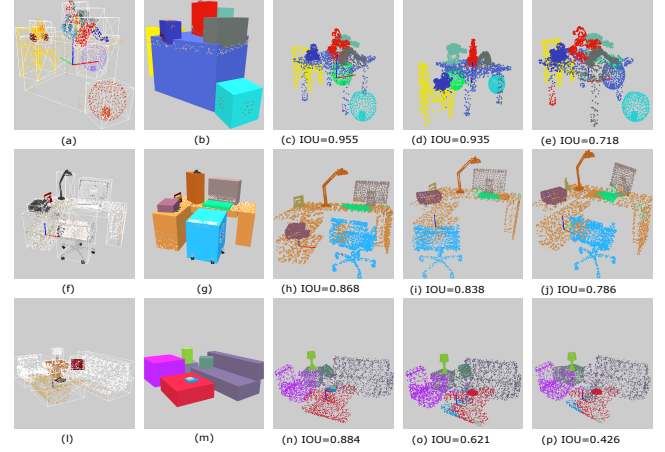 (a) (b) (c) IOU=0.955 (d) IOU=0.935 (e) IOU=0.718
(f) (g) (h) IOU=0.868 (i) IOU=0.838 (j) IOU=0.786
(l) (m) (n) IOU=0.884 (o) IOU=0.621 (p) IOU=0.426